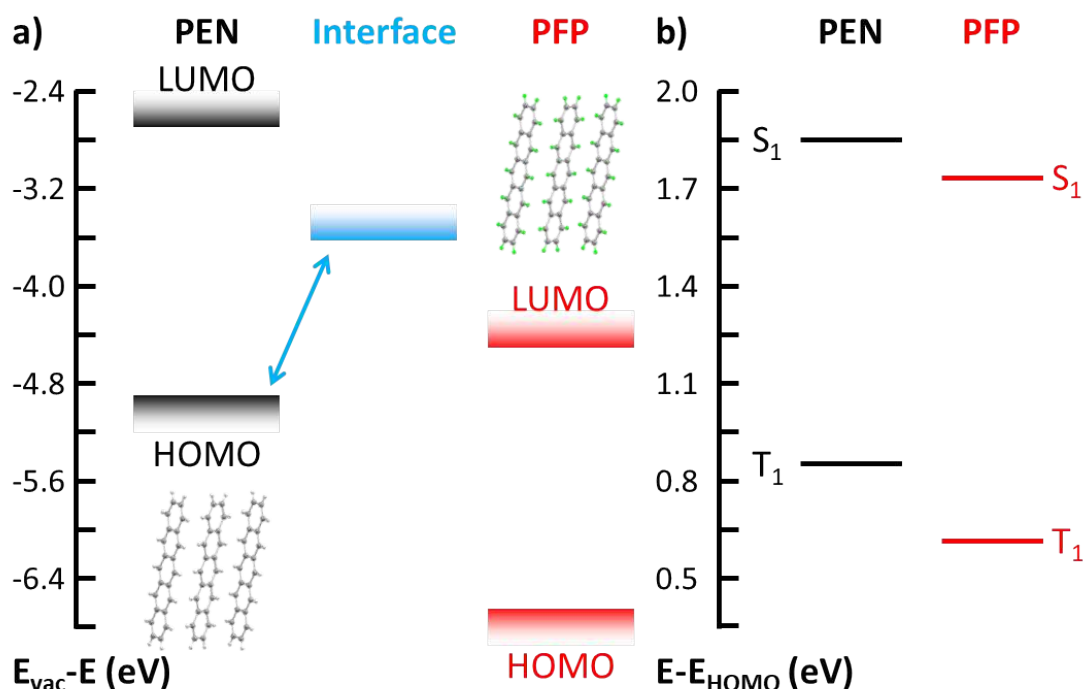 a) PEN Interface PFP b) PEN PFP
LUMO
-2.4
-3.2
-4.0
-4.8
-5.6
-6.4
HOMO
LUMO
HOMO
E_vac-E (eV)
2.0
1.7
1.4
1.1
0.8
0.5
S₁
T₁
S₁
T₁
E-E_HOMO (eV)